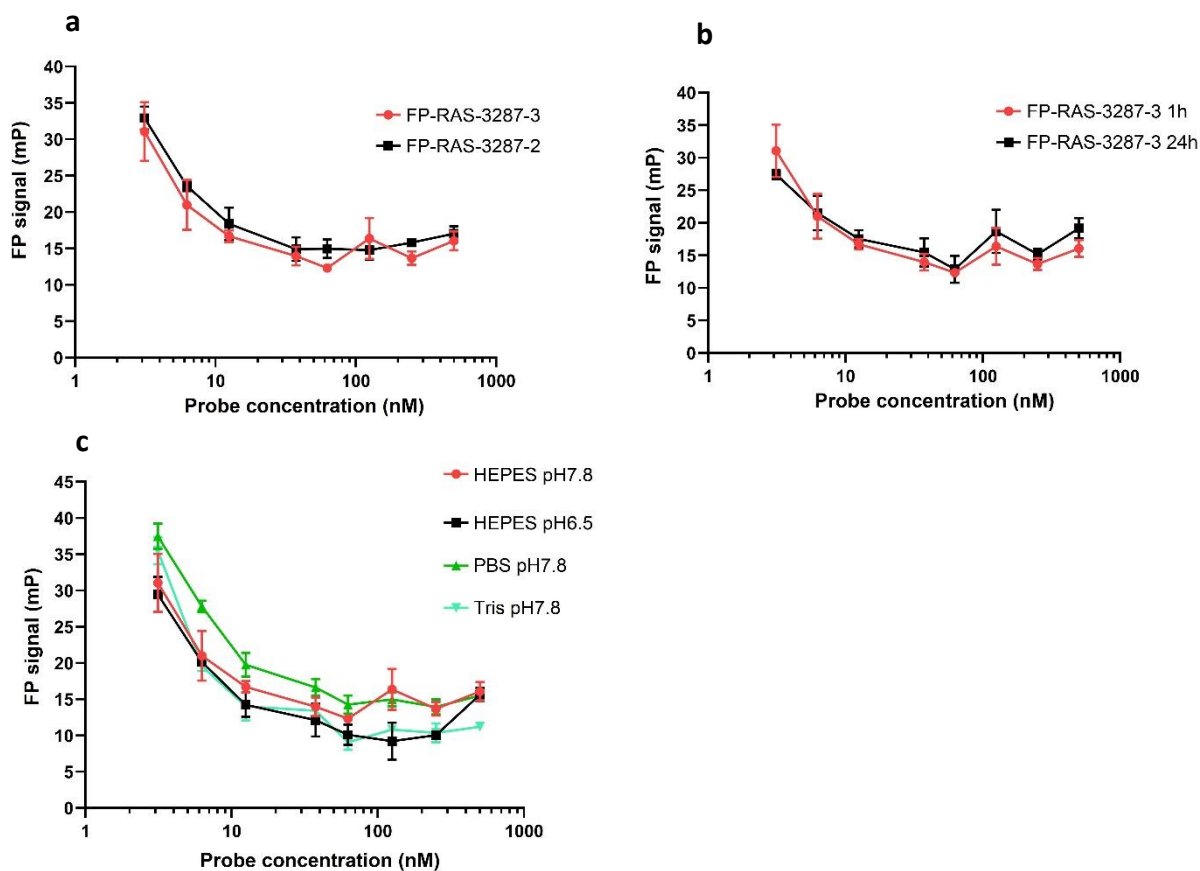 a
FP signal (mP)
40
35
30
25
20
15
10
5
0
1
10
100
1000
Probe concentration (nM)
FP-RAS-3287-3
FP-RAS-3287-2
b
FP signal (mP)
40
35
30
25
20
15
10
5
0
1
10
100
1000
Probe concentration (nM)
FP-RAS-3287-3 1h
FP-RAS-3287-3 24h
c
FP signal (mP)
45
40
35
30
25
20
15
10
5
0
1
10
100
1000
Probe concentration (nM)
HEPES pH7.8
HEPES pH6.5
PBS pH7.8
Tris pH7.8